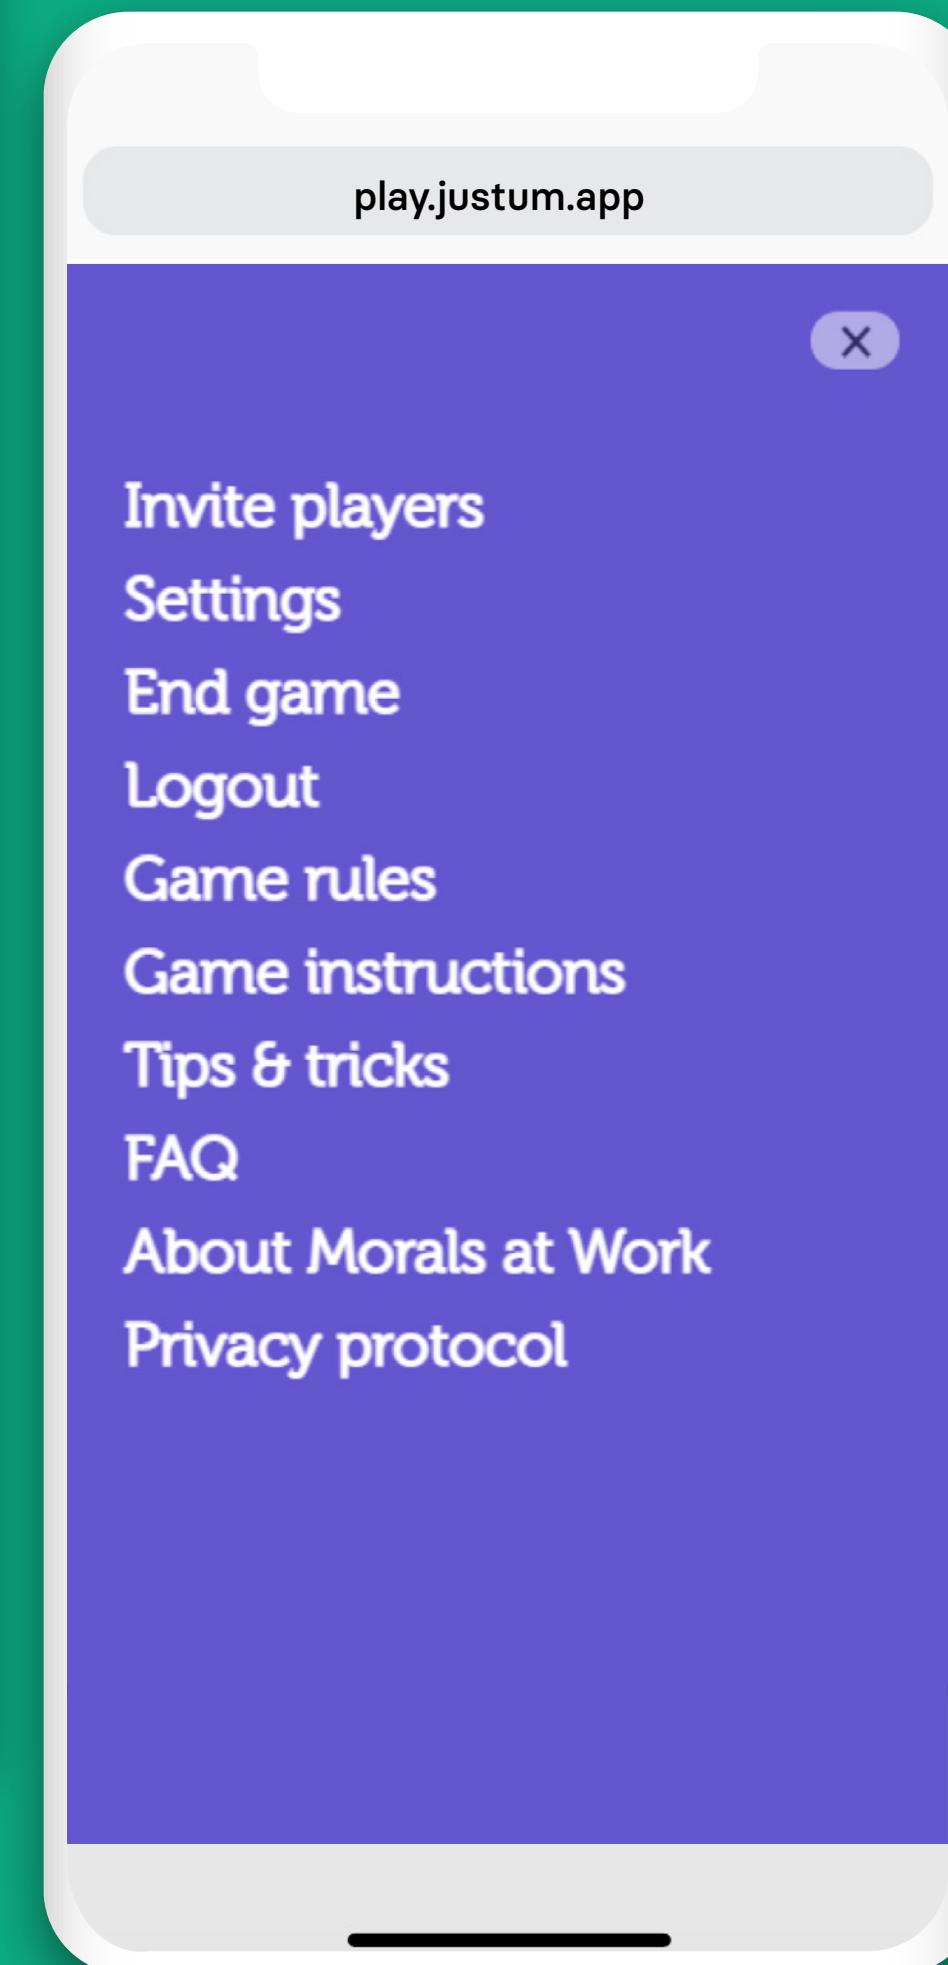 play.justum.app
Invite players
Settings
End game
Logout
Game rules
Game instructions
Tips & tricks
FAQ
About Morals at Work
Privacy protocol